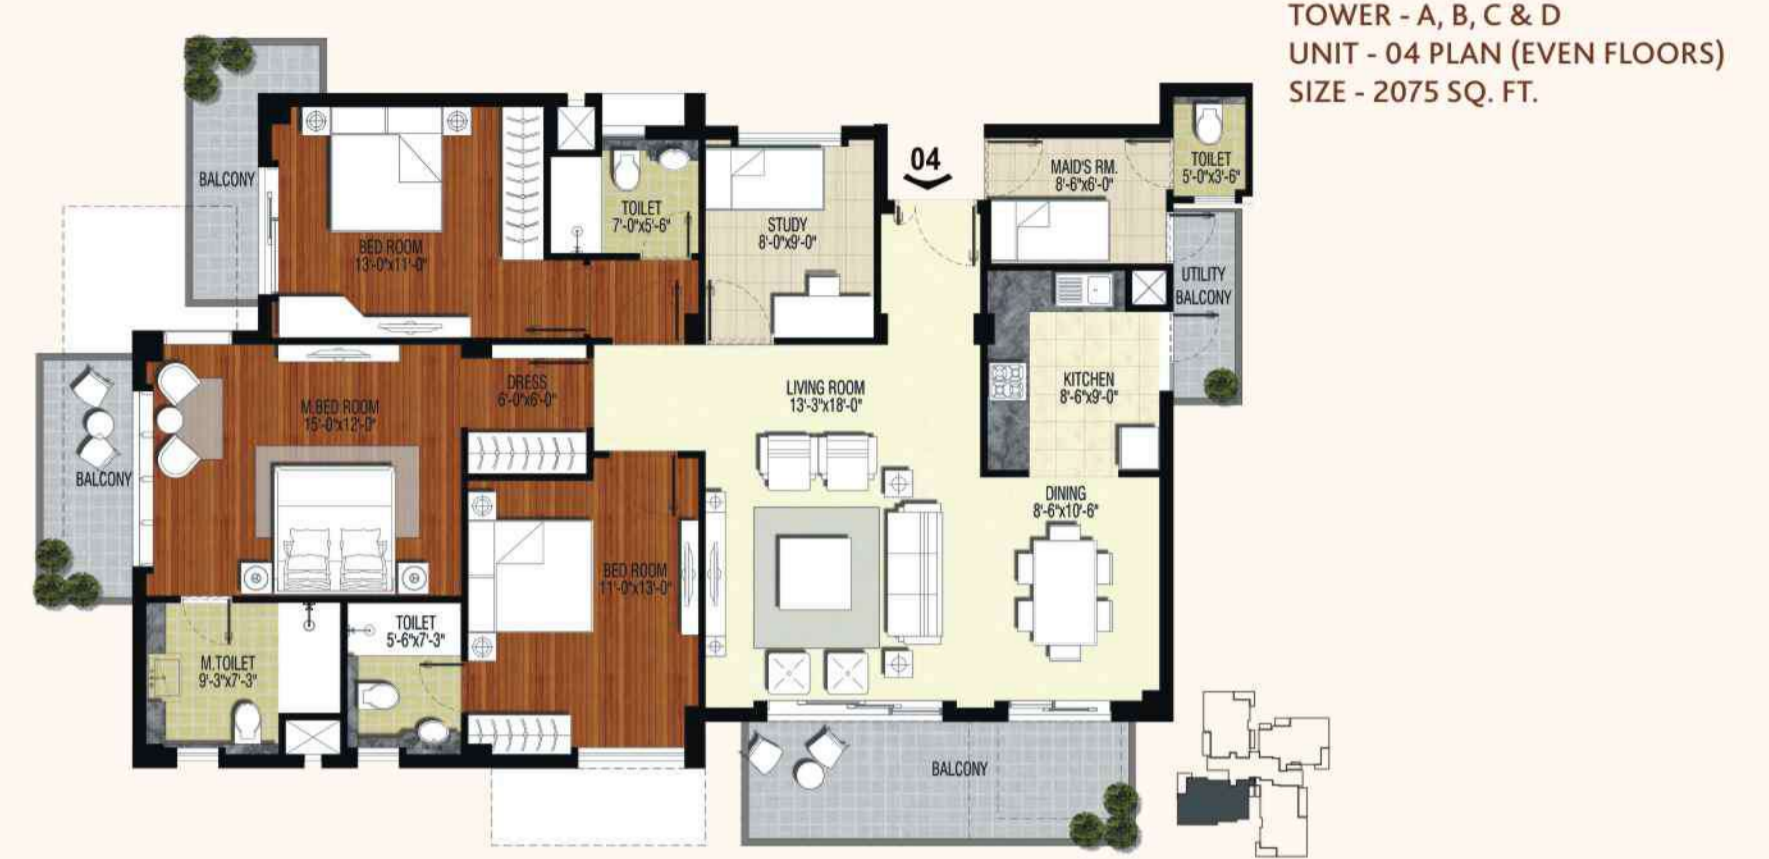 TOWER - A, B, C & D
UNIT - 04 PLAN (EVEN FLOORS)
SIZE - 2075 SQ. FT.
04
BALCONY
BED ROOM
13'-0"x11'-0"
TOILET
7'-0"x5'-6"
STUDY
8'-0"x9'-0"
MAID'S RM.
8'-6"x6'-0"
TOILET
5'-0"x3'-6"
UTILITY
BALCONY
M.BED ROOM
15'-0"x12'-0"
DRESS
6'-0"x6'-0"
LIVING ROOM
13'-3"x18'-0"
KITCHEN
8'-6"x9'-0"
BALCONY
DINING
8'-6"x10'-6"
BED ROOM
11'-0"x13'-0"
M.TOILET
9'-3"x7'-3"
TOILET
5'-6"x7'-3"
BALCONY